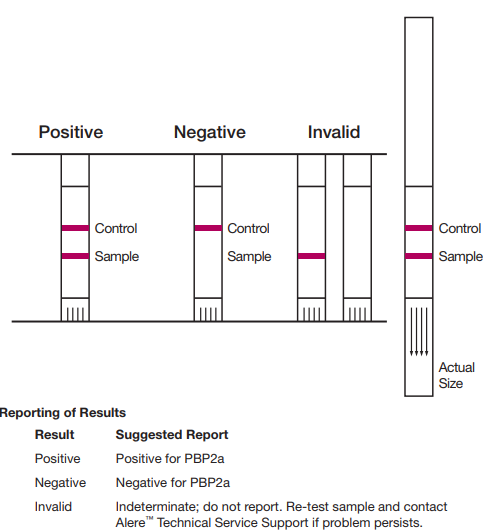 Positive
Negative
Invalid
Control
Sample
Control
Sample
Control
Sample
Actual
Size
Reporting of Results
Result Suggested Report
Positive Positive for PBP2a
Negative Negative for PBP2a
Invalid Indeterminate; do not report. Re-test sample and contact
Alere™ Technical Service Support if problem persists.